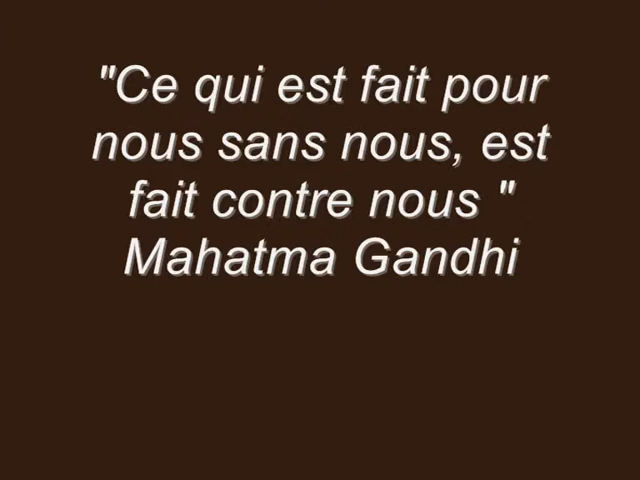 "Ce qui est fait pour
nous sans nous, est
fait contre nous "
Mahatma Gandhi